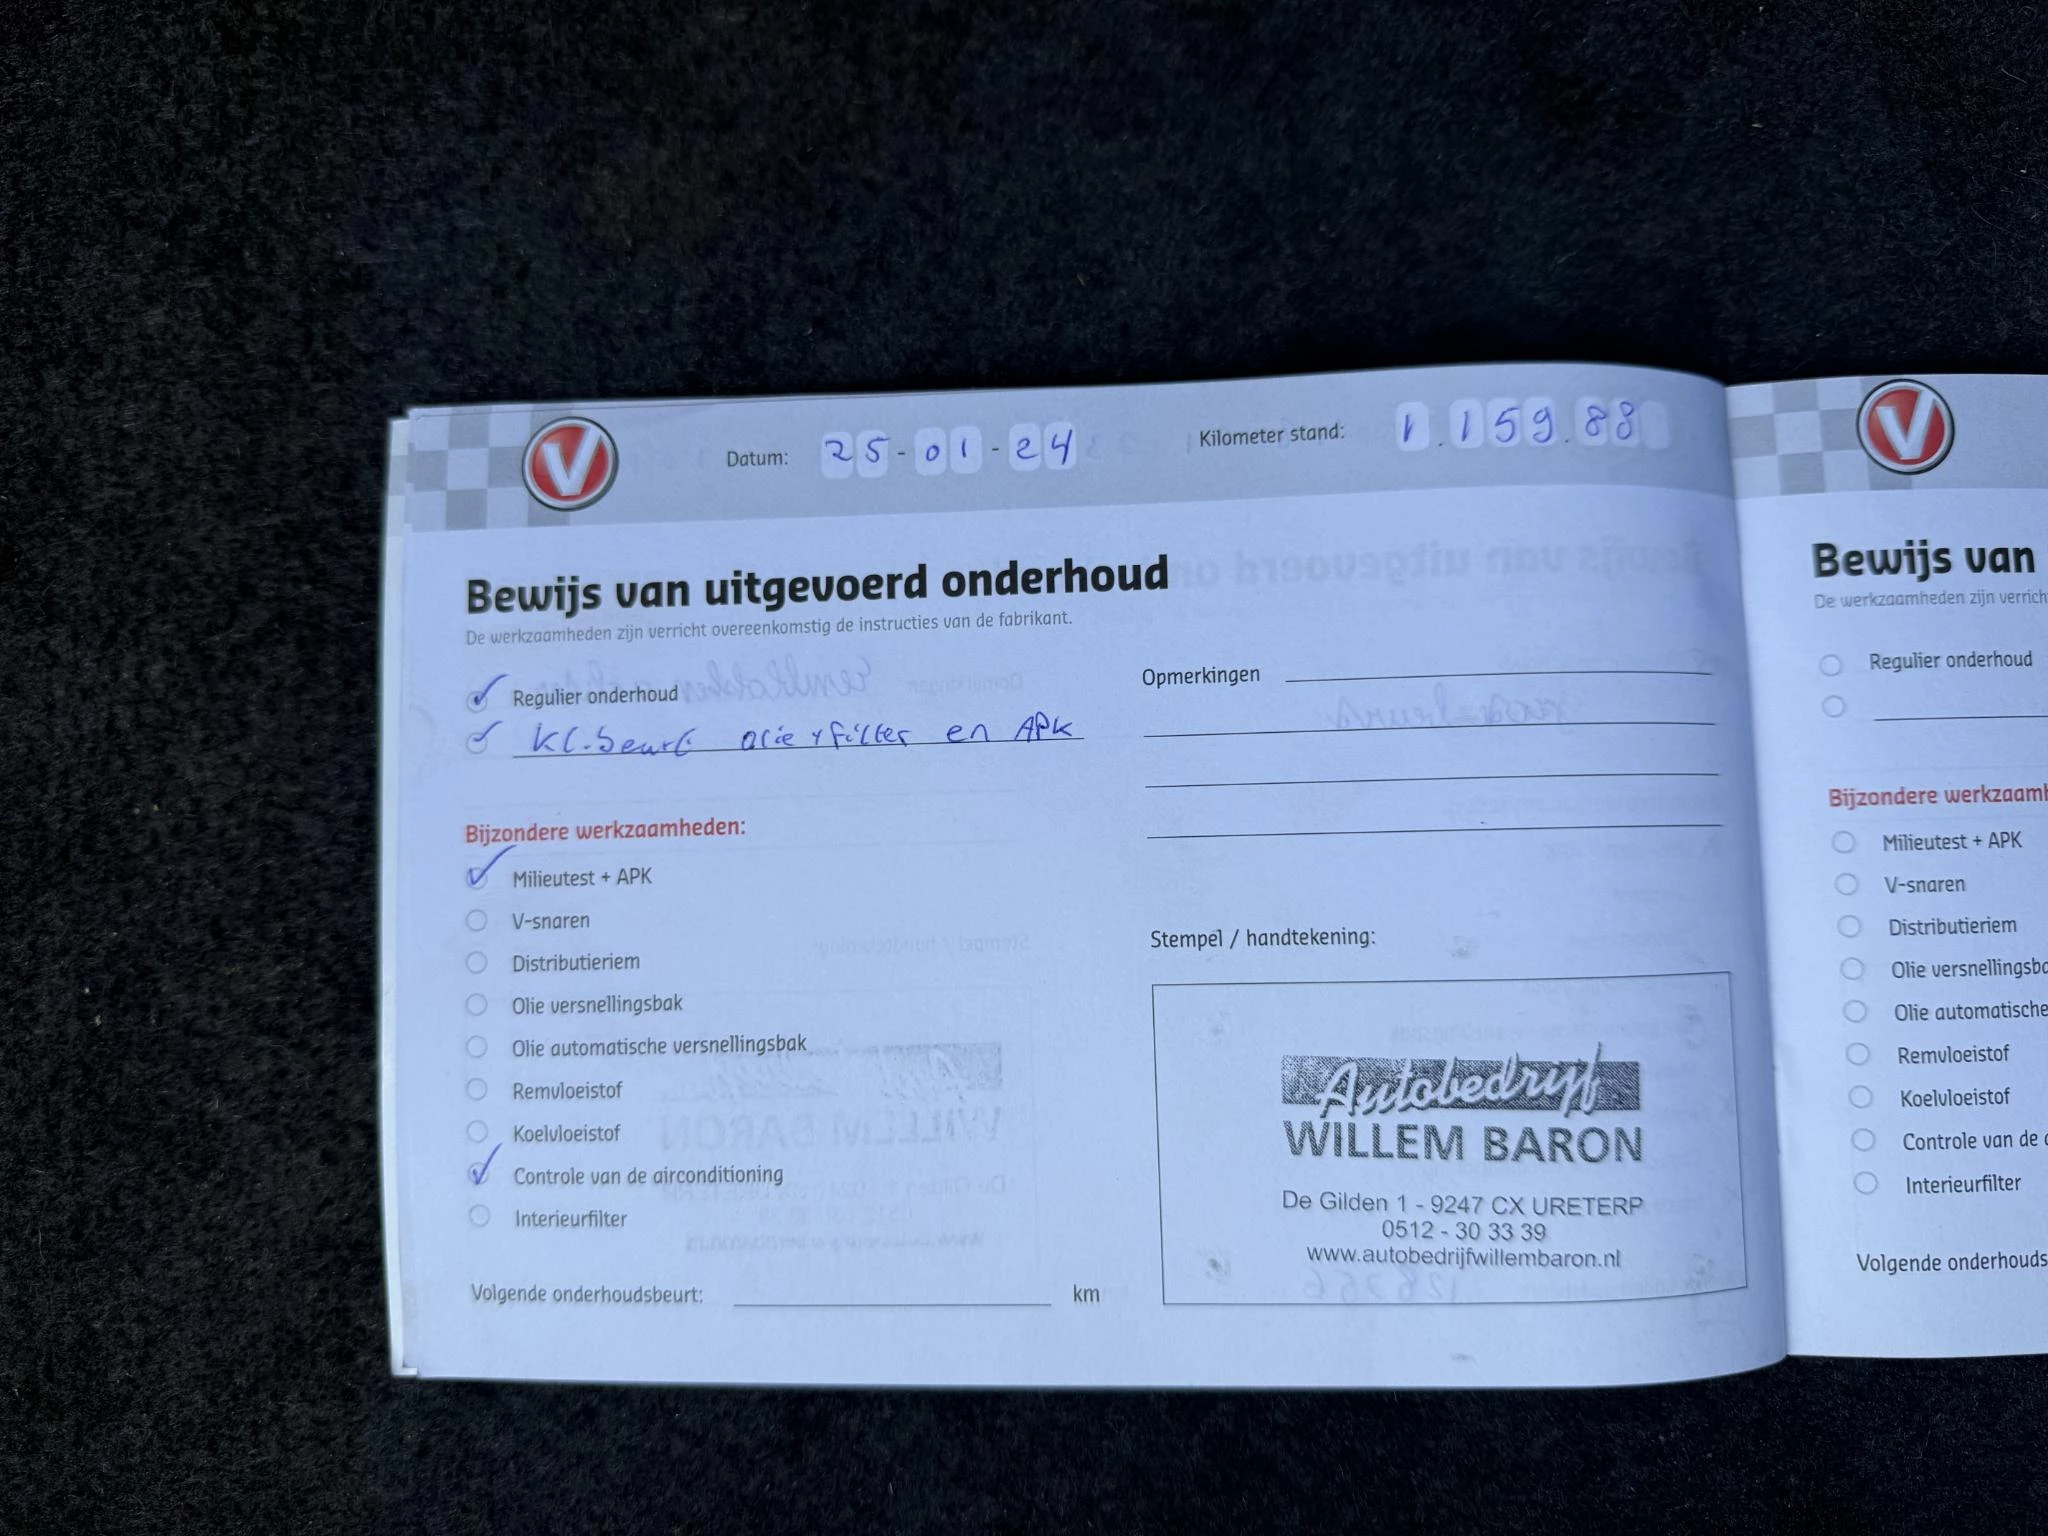 V
Datum: 25-01-24
Kilometer stand: 1.159.88
Bewijs van uitgevoerd onderhoud
De werkzaamheden zijn verricht overeenkomstig de instructies van de fabrikant.
Regulier onderhoud
Kl.beurt olie + filter en APK
Bijzondere werkzaamheden:
Milieutest + APK
V-snaren
Distributieriem
Olie versnellingsbak
Olie automatische versnellingsbak
Remvloeistof
Koelvloeistof
Controle van de airconditioning
Interieurfilter
Volgende onderhoudsbeurt: km
Opmerkingen
Stempel / handtekening:
Autobedrijf
WILLEM BARON
De Gilden 1 - 9247 CX URETERP
0512 - 30 33 39
www.autobedrijfwillembaron.nl
V
Bewijs van
De werkzaamheden zijn verrich
Regulier onderhoud
Bijzondere werkzaamh
Milieutest + APK
V-snaren
Distributieriem
Olie versnellingsba
Olie automatische
Remvloeistof
Koelvloeistof
Controle van de a
Interieurfilter
Volgende onderhouds